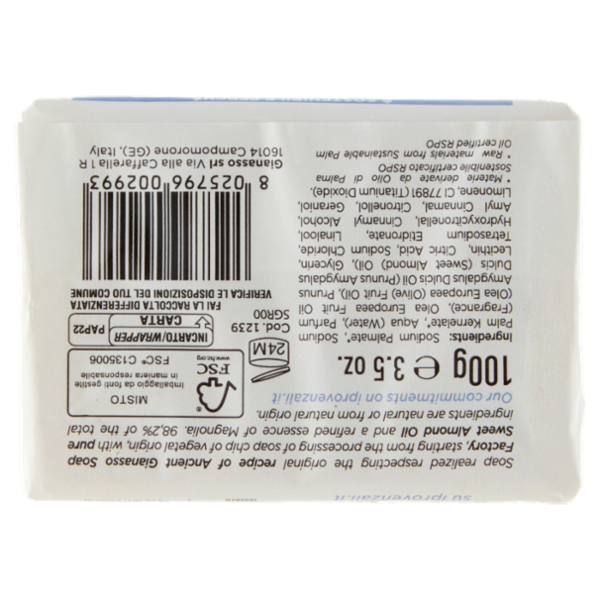 su iprovenzali.it
Soap realized respecting the original recipe of Ancient Gianasso Soap
Factory, starting from the processing of soap of chip of vegetal origin, with pure
Sweet Almond Oil and a refined essence of Magnolia. 98,2% of the total
ingredients are natural or from natural origin.
Our commitments on iprovenzali.it
100g ℮ 3.5 oz.
Ingredients: Sodium Palmate, Sodium
Palm Kernelate*, Aqua (Water), Parfum
(Fragrance), Olea Europaea (Olive) Fruit Oil
(Olea Europaea Fruit Oil), Prunus
Amygdalus Dulcis Oil (Prunus Amygdalus
Dulcis (Sweet Almond) Oil), Glycerin,
Lecithin, Citric Acid, Sodium Chloride,
Tetrasodium Etidronate, Linalool,
Hydroxycitronellal, Cinnamyl Alcohol,
Amyl Cinnamal, Citronellol, Geraniol,
Limonene, CI 77891 (Titanium Dioxide).
* Materie derivate da Olio di Palma
Sostenibile certificato RSPO
* Raw materials from Sustainable Palm
Oil certified RSPO
24M
Cod. 1239
SGR00
MISTO
Imballaggio da fonti gestite
in maniera responsabile
FSC® C135006
FSC
www.fsc.org
INCARTO/WRAPPER
CARTA
PAP22
FAI LA RACCOLTA DIFFERENZIATA
VERIFICA LE DISPOSIZIONI DEL TUO COMUNE
8 025796 002993
Gianasso srl Via alla Caffarella 1 R
16014 Campomorone (GE), Italy